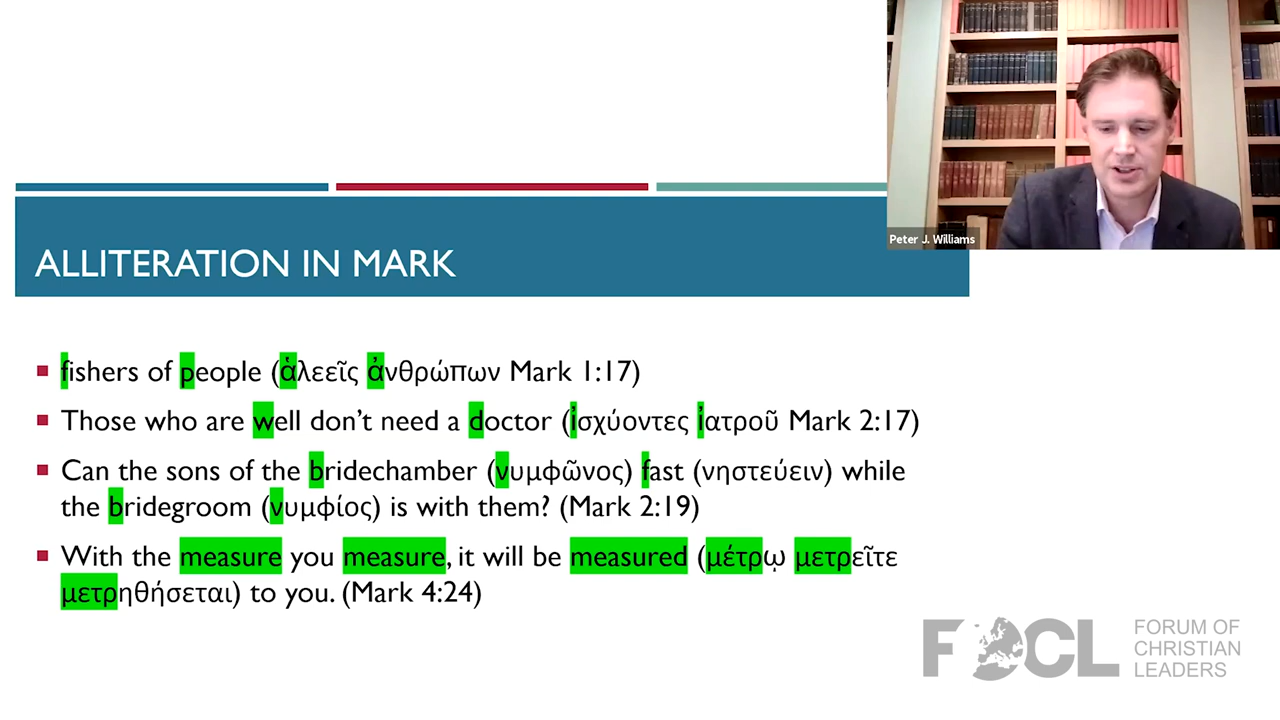 Peter J. Williams
ALLITERATION IN MARK
fishers of people (ἁλεεῖς ἀνθρώπων Mark 1:17)
Those who are well don’t need a doctor (ἰσχύοντες ἰατροῦ Mark 2:17)
Can the sons of the bridechamber (νυμφῶνος) fast (νηστεύειν) while
the bridegroom (νυμφίος) is with them? (Mark 2:19)
With the measure you measure, it will be measured (μέτρῳ μετρεῖτε
μετρηθήσεται) to you. (Mark 4:24)
FOCL
FORUM OF
CHRISTIAN
LEADERS